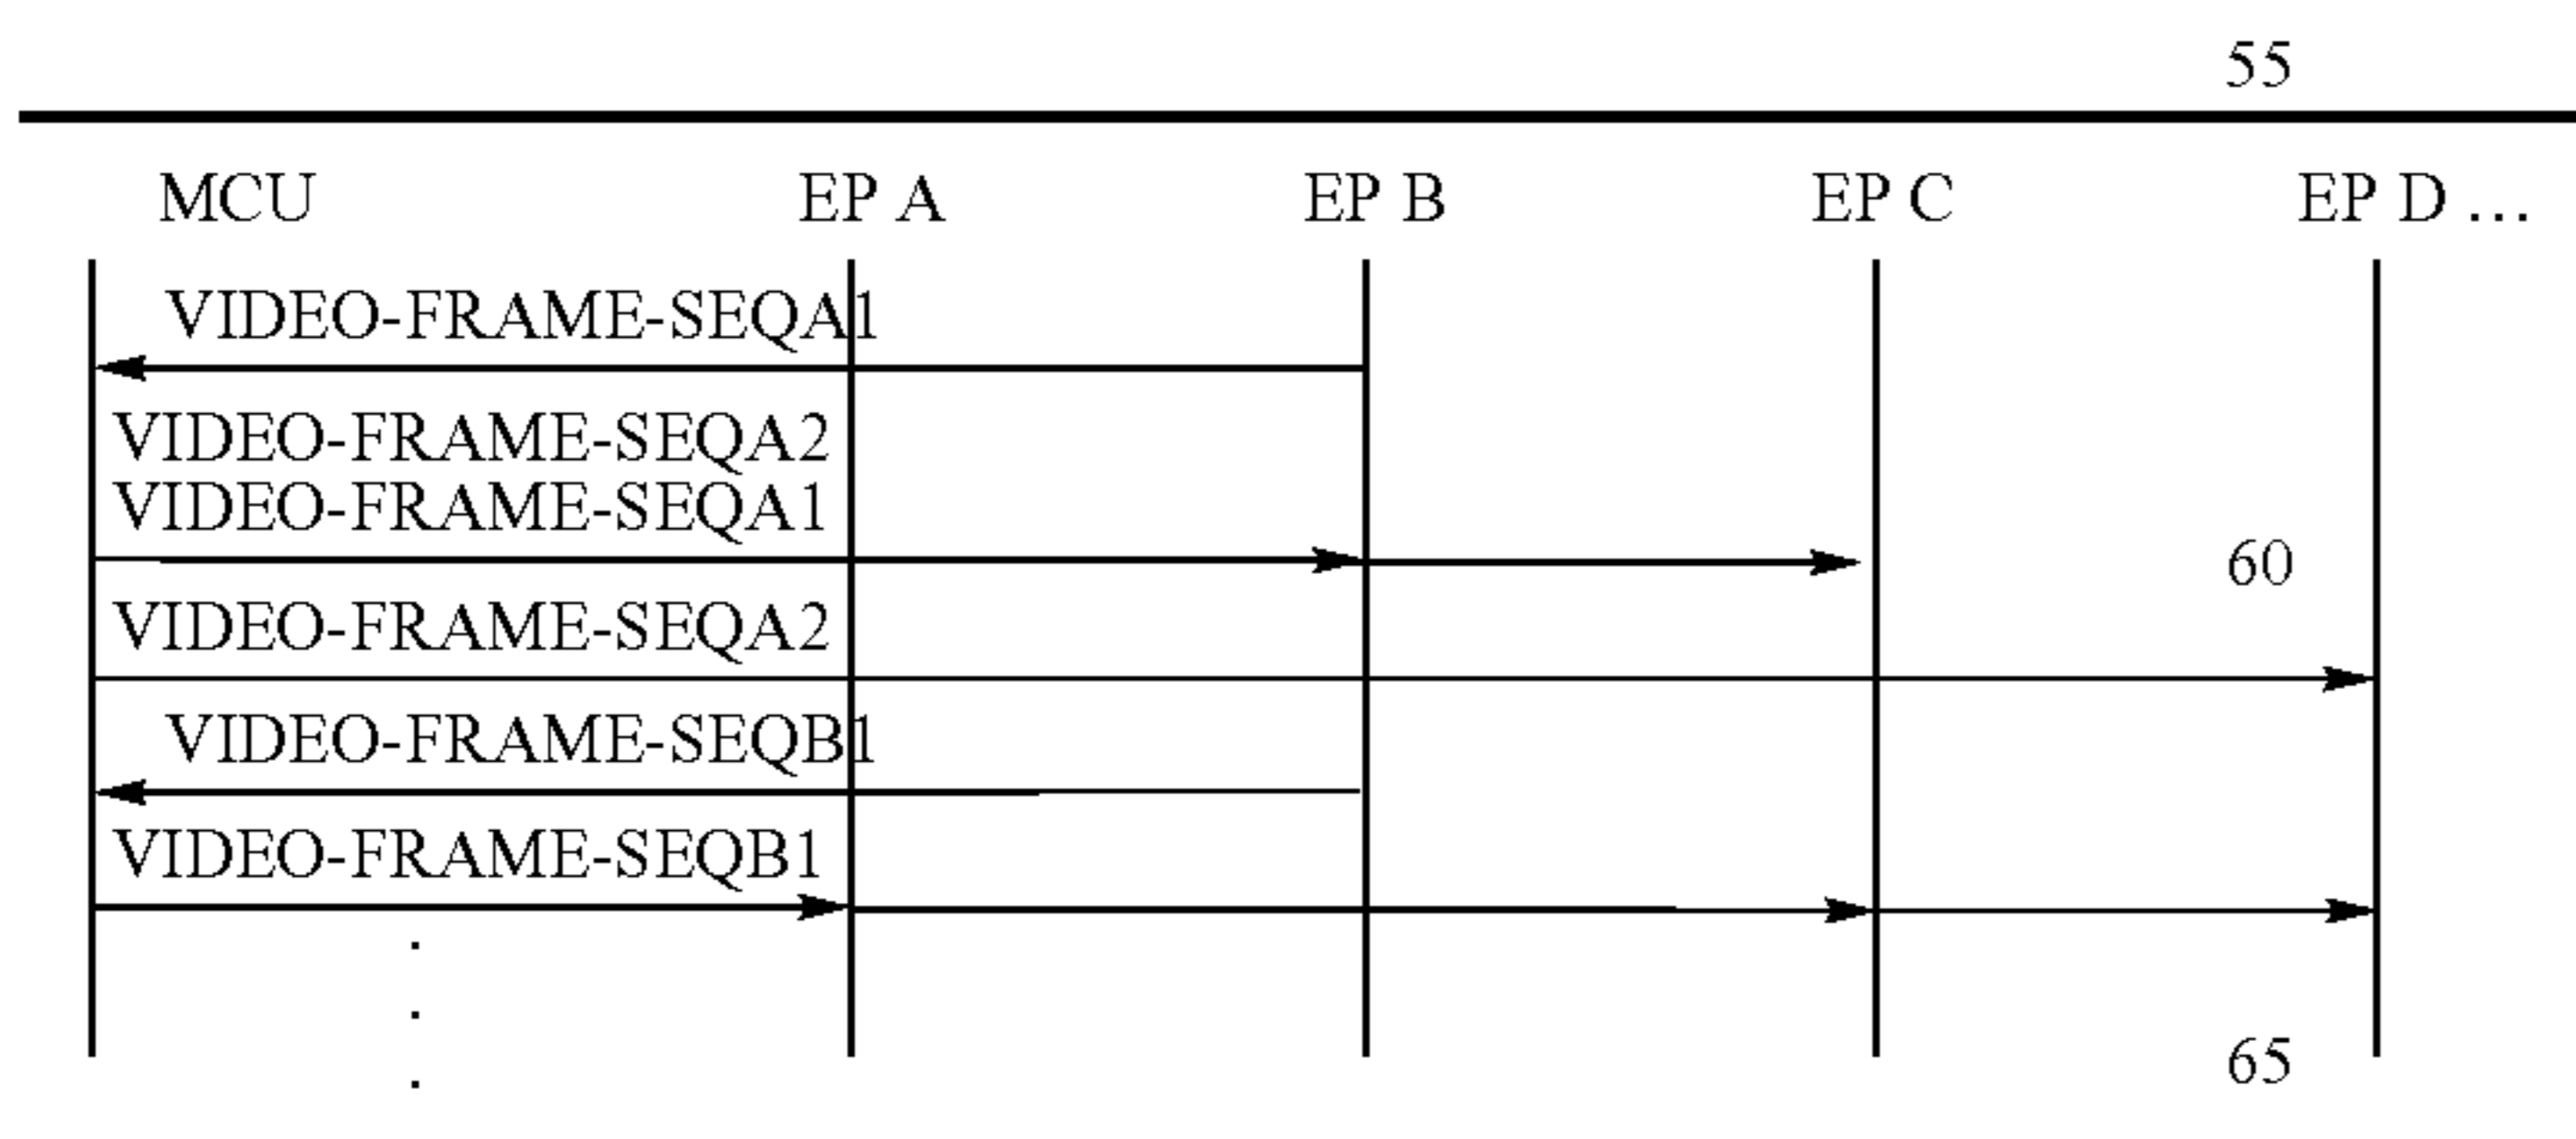 55
MCU EP A EP B EP C EP D ...
VIDEO-FRAME-SEQA1
VIDEO-FRAME-SEQA2
VIDEO-FRAME-SEQA1
60
VIDEO-FRAME-SEQA2
VIDEO-FRAME-SEQB1
VIDEO-FRAME-SEQB1
.
.
65
.